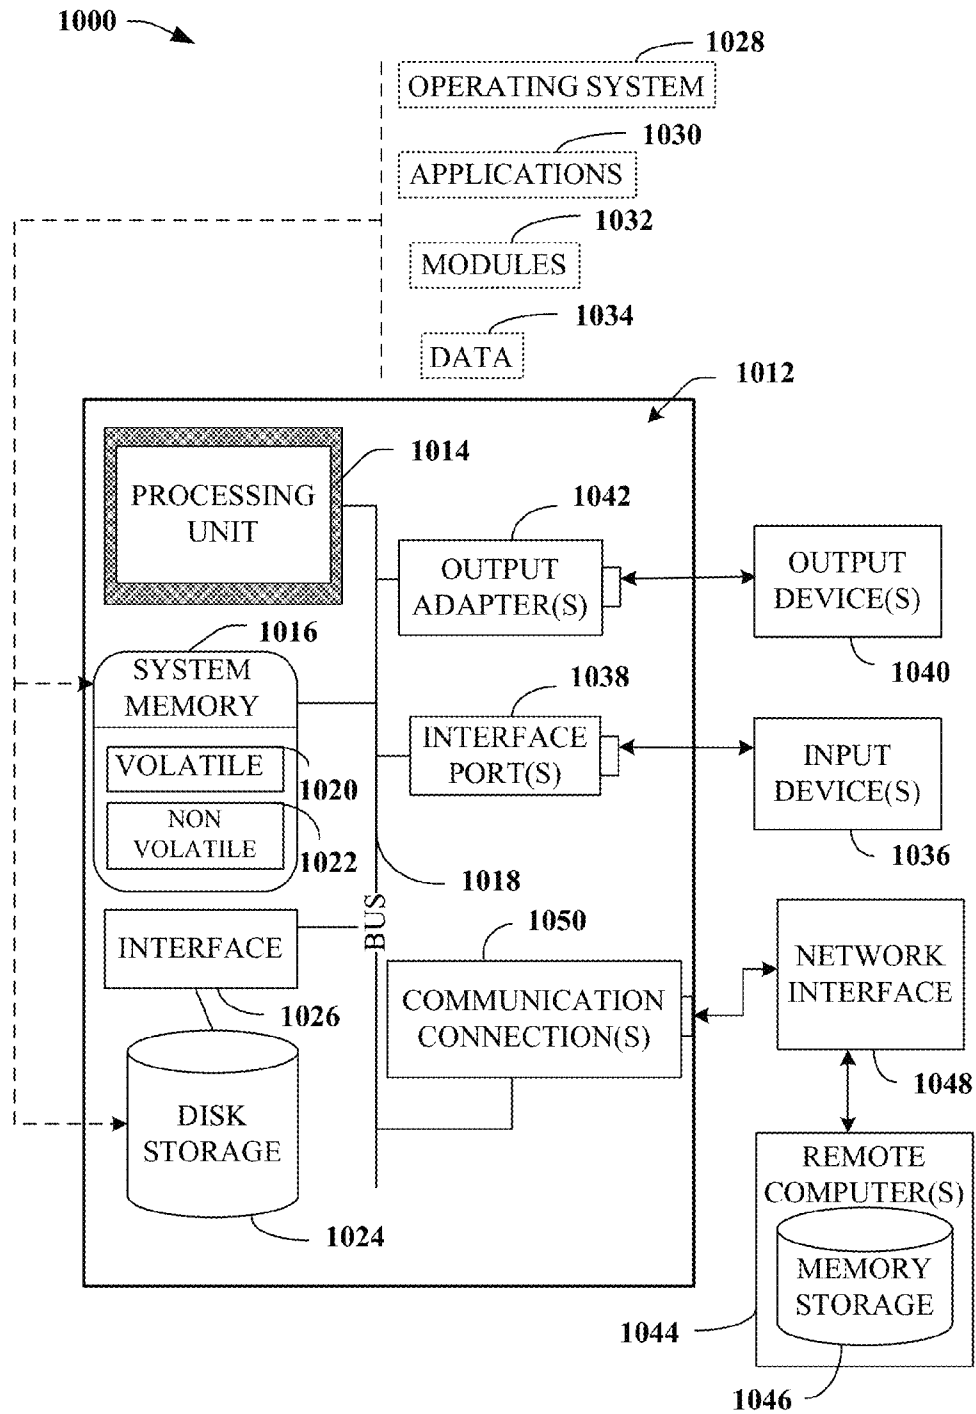 1000
1028
OPERATING SYSTEM
1030
APPLICATIONS
1032
MODULES
1034
DATA
1012
1014
PROCESSING
UNIT
1042
OUTPUT
ADAPTER(S)
OUTPUT
DEVICE(S)
1040
1016
SYSTEM
MEMORY
VOLATILE
1020
NON
VOLATILE
1022
1038
INTERFACE
PORT(S)
INPUT
DEVICE(S)
1036
1018
BUS
INTERFACE
1026
1050
COMMUNICATION
CONNECTION(S)
NETWORK
INTERFACE
1048
DISK
STORAGE
1024
REMOTE
COMPUTER(S)
MEMORY
STORAGE
1044
1046